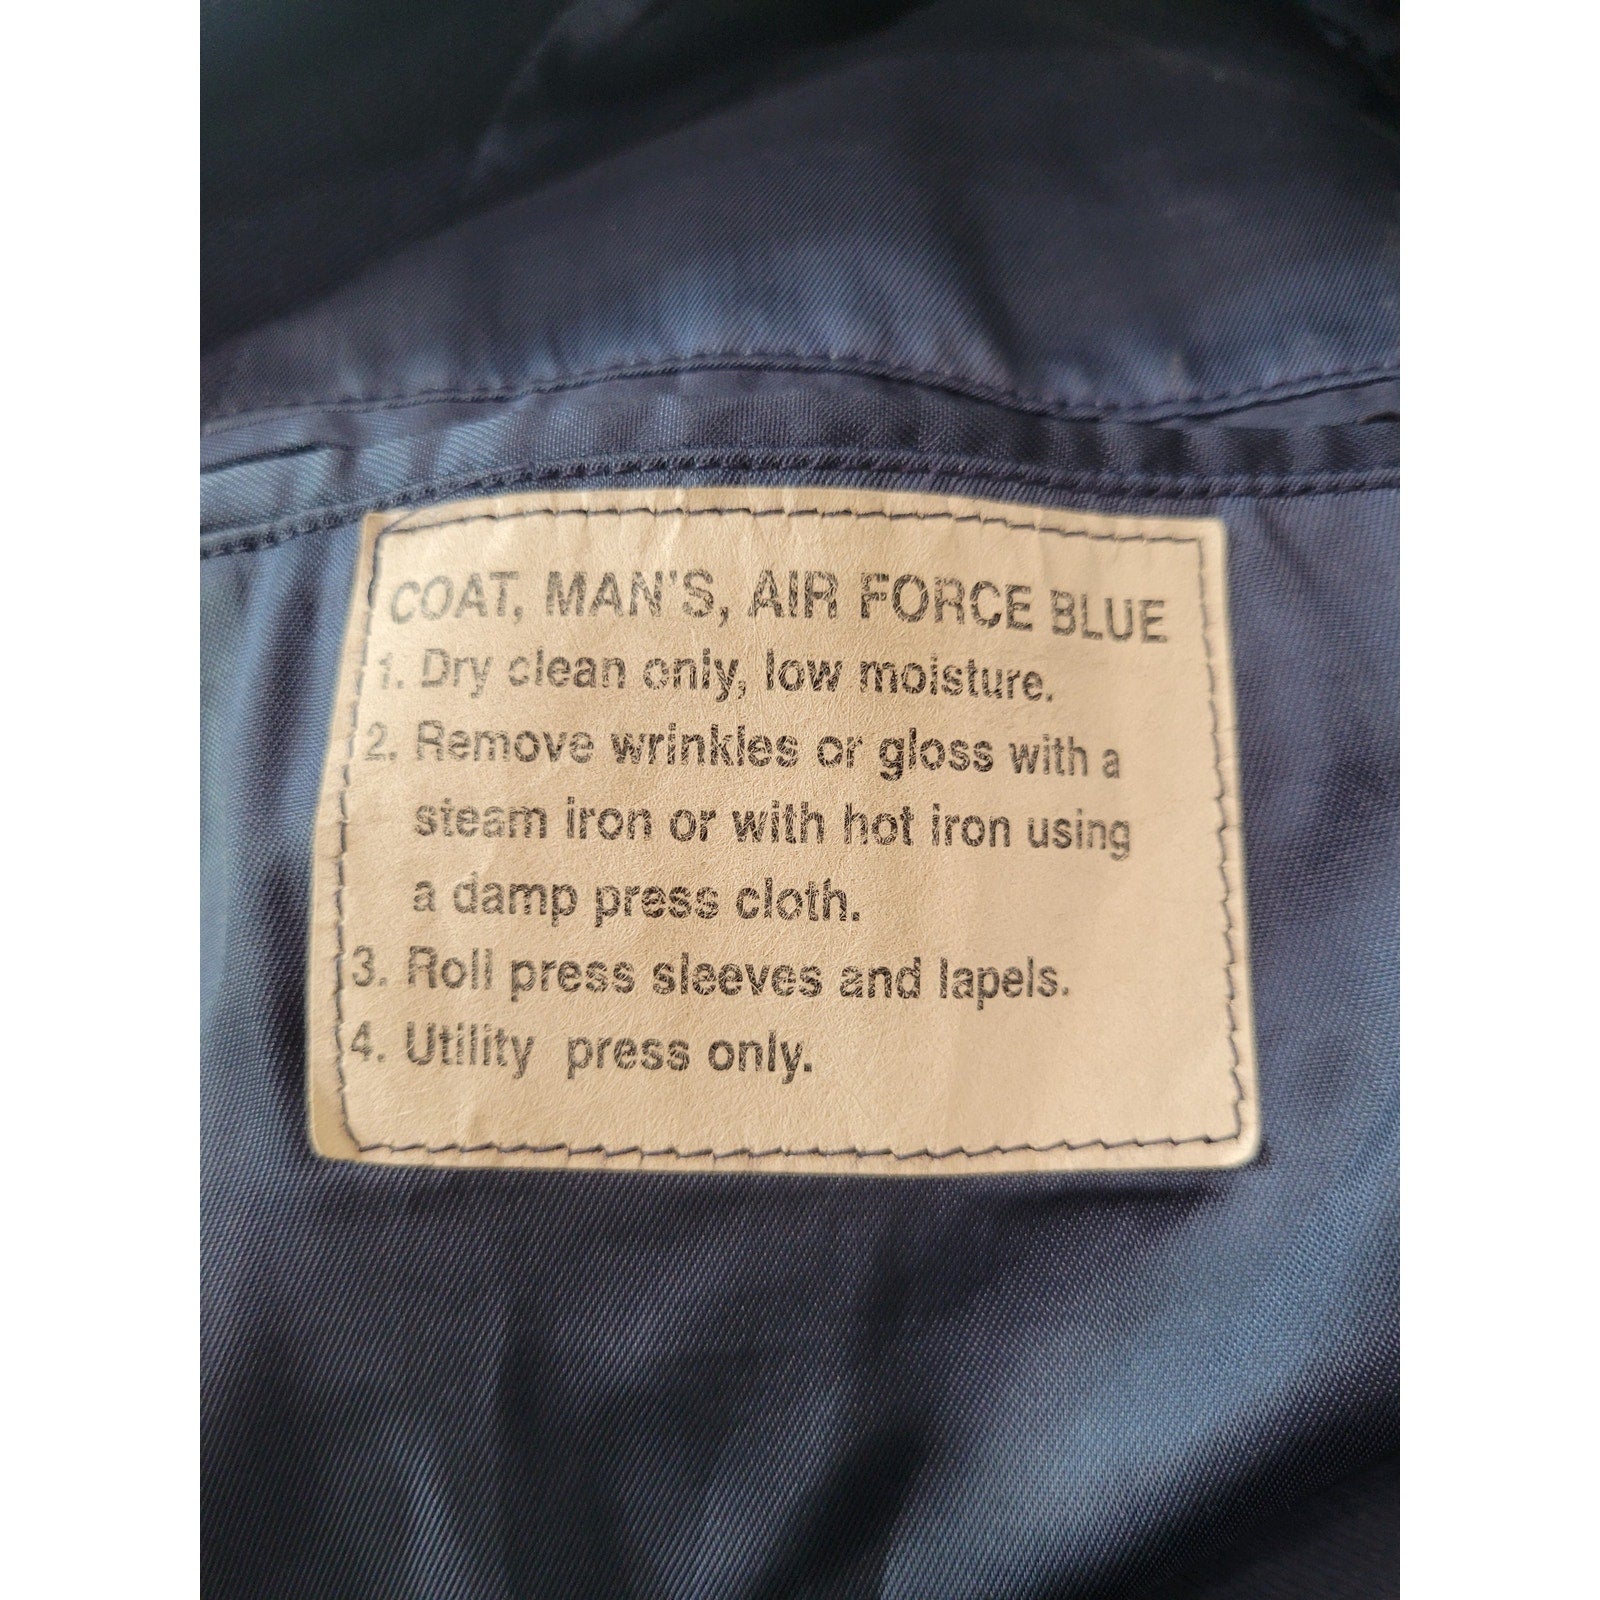 COAT, MAN'S, AIR FORCE BLUE
1. Dry clean only, low moisture.
2. Remove wrinkles or gloss with a
steam iron or with hot iron using
a damp press cloth.
3. Roll press sleeves and lapels.
4. Utility press only.